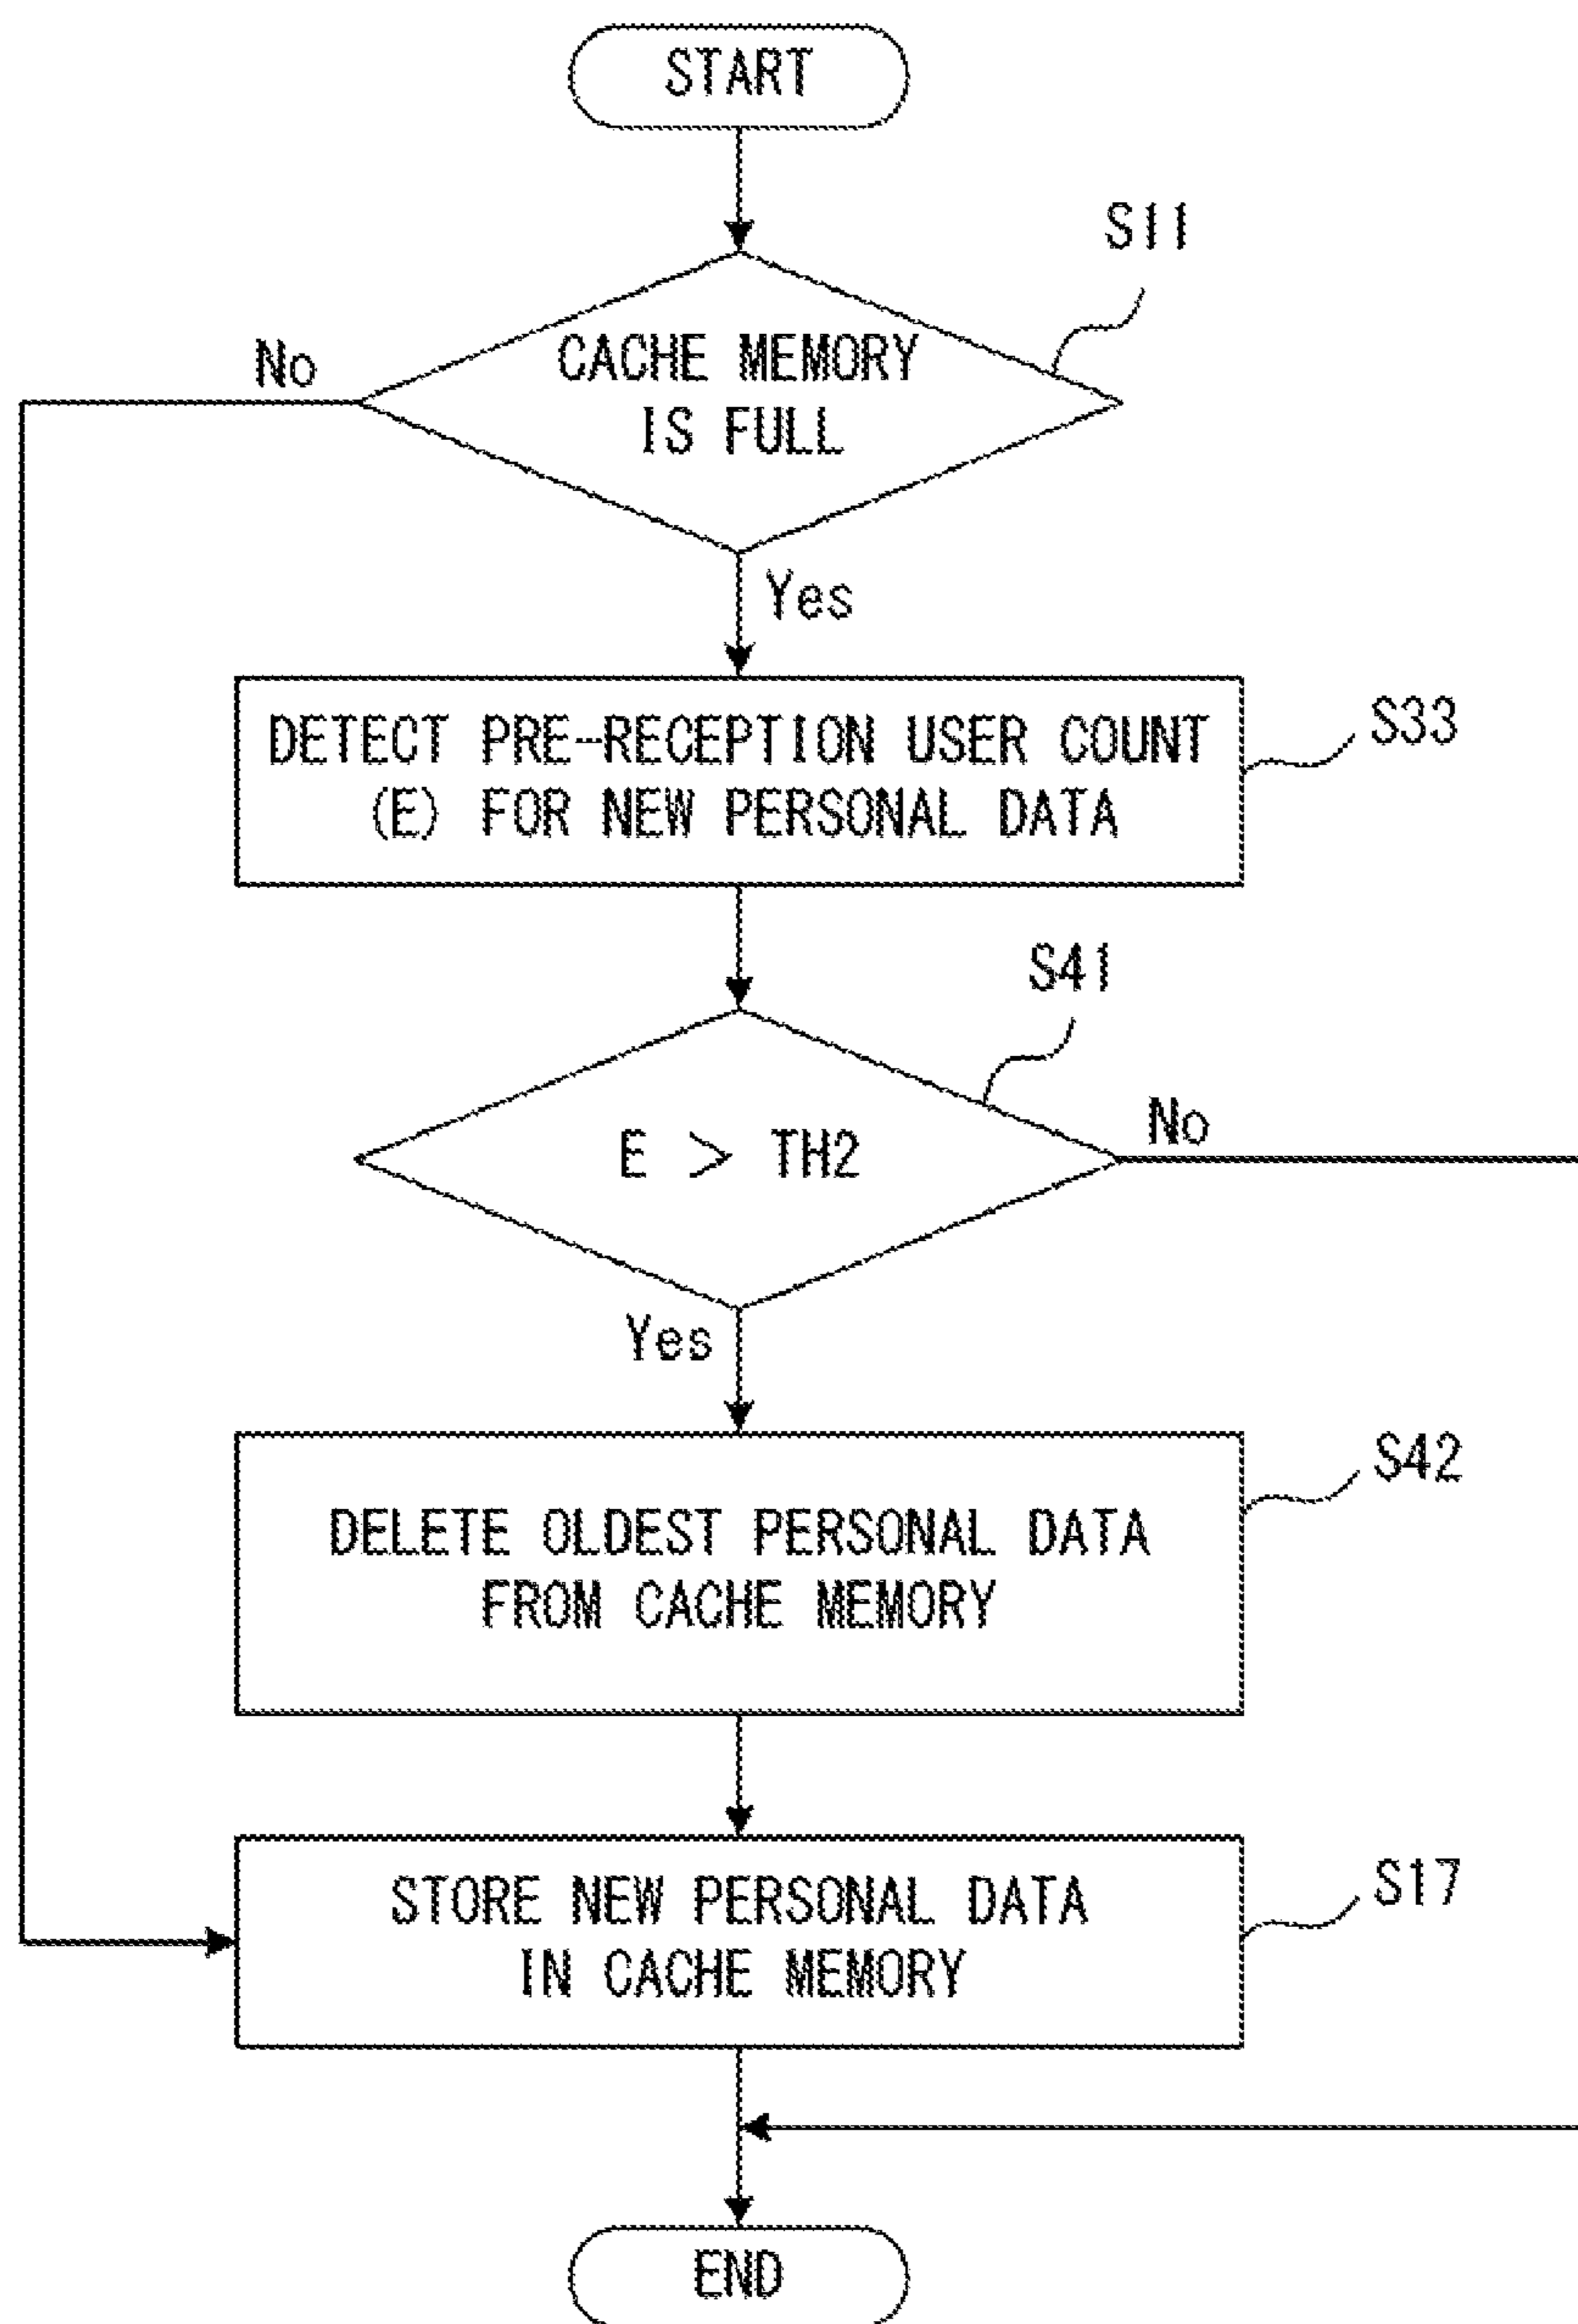 START
S11
No
CACHE MEMORY
IS FULL
Yes
DETECT PRE-RECEPTION USER COUNT
(E) FOR NEW PERSONAL DATA
S33
S41
E > TH2
No
Yes
DELETE OLDEST PERSONAL DATA
FROM CACHE MEMORY
S42
STORE NEW PERSONAL DATA
IN CACHE MEMORY
S17
END